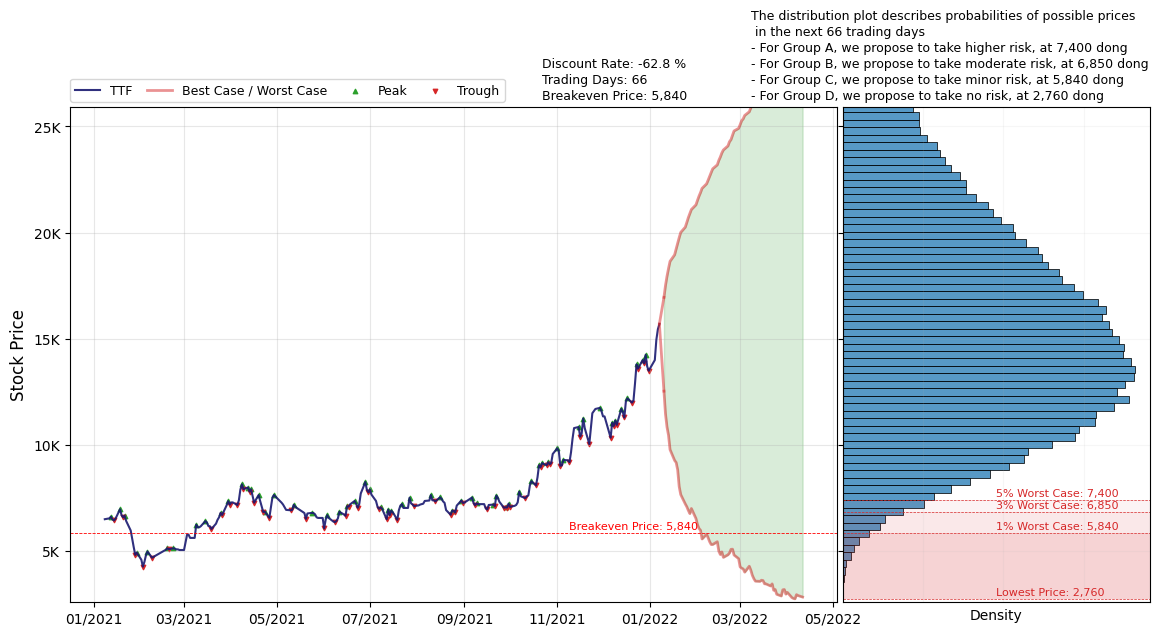 The distribution plot describes probabilities of possible prices
in the next 66 trading days
- For Group A, we propose to take higher risk, at 7,400 dong
- For Group B, we propose to take moderate risk, at 6,850 dong
- For Group C, we propose to take minor risk, at 5,840 dong
- For Group D, we propose to take no risk, at 2,760 dong
Discount Rate: -62.8 %
Trading Days: 66
Breakeven Price: 5,840
TTF
Best Case / Worst Case
Peak
Trough
Stock Price
25K
20K
15K
10K
5K
Breakeven Price: 5,840
5% Worst Case: 7,400
3% Worst Case: 6,850
1% Worst Case: 5,840
Lowest Price: 2,760
01/2021
03/2021
05/2021
07/2021
09/2021
11/2021
01/2022
03/2022
05/2022
Density